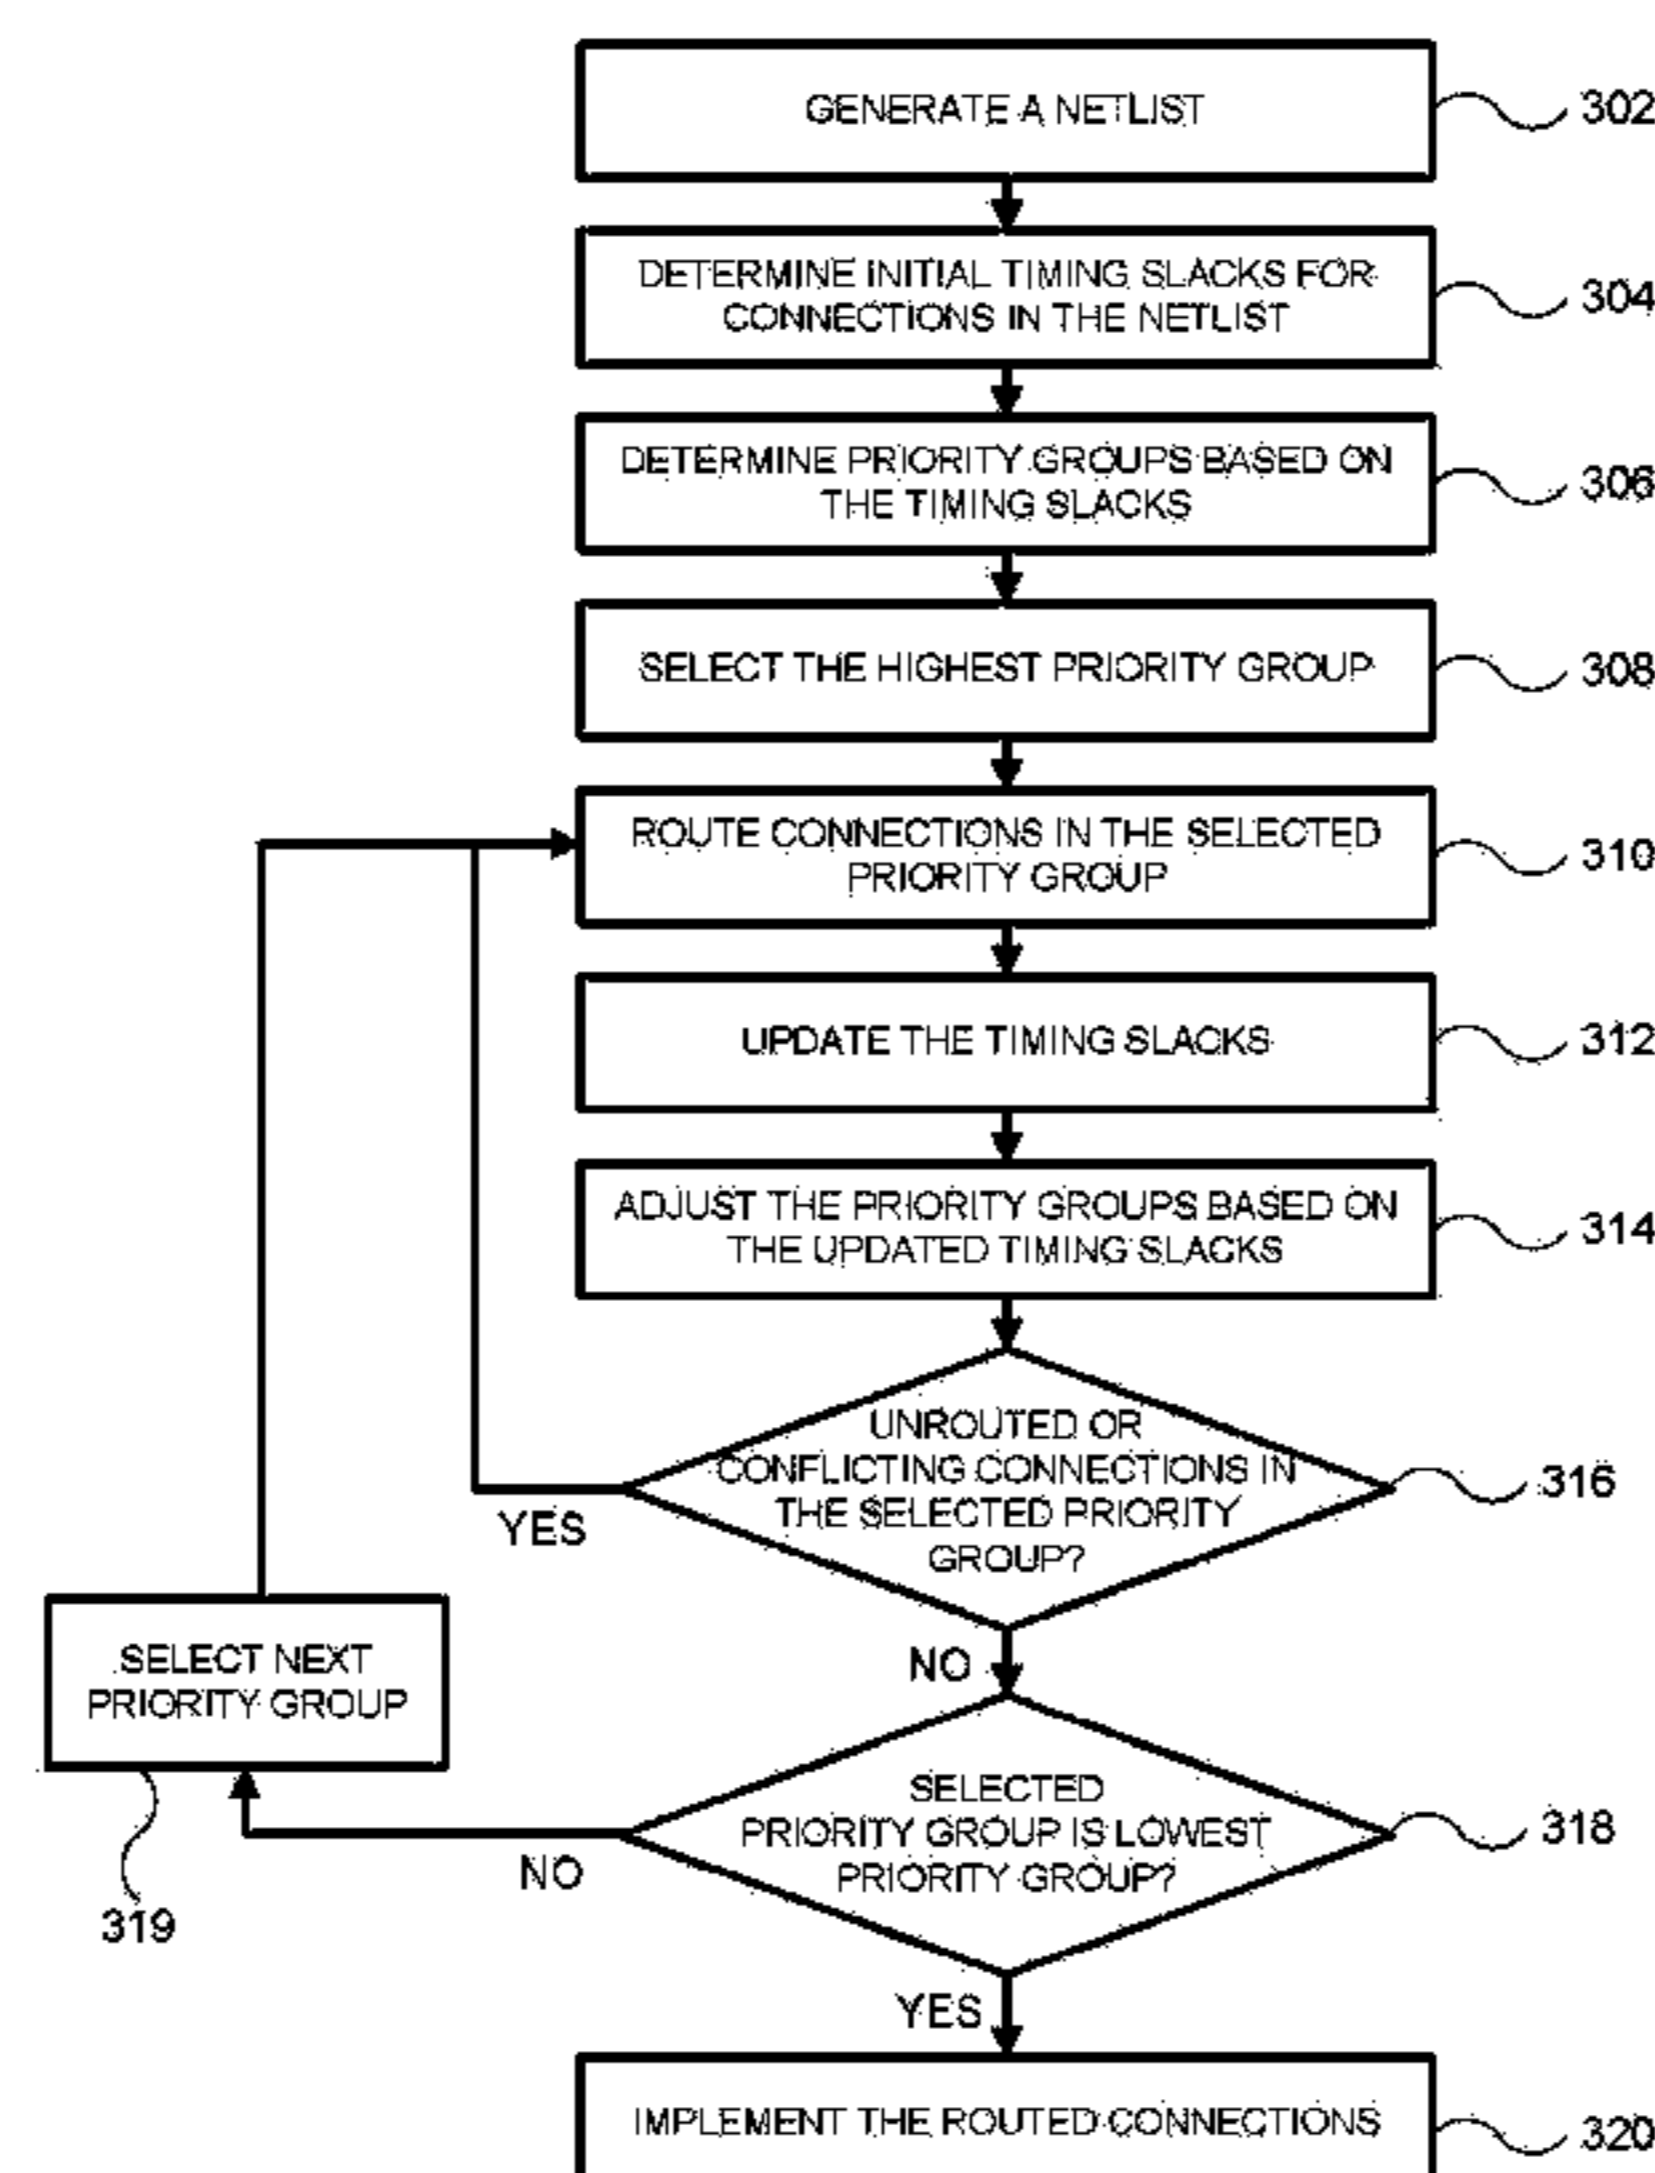 GENERATE A NETLIST
302
DETERMINE INITIAL TIMING SLACKS FOR
CONNECTIONS IN THE NETLIST
304
DETERMINE PRIORITY GROUPS BASED ON
THE TIMING SLACKS
306
SELECT THE HIGHEST PRIORITY GROUP
308
ROUTE CONNECTIONS IN THE SELECTED
PRIORITY GROUP
310
UPDATE THE TIMING SLACKS
312
ADJUST THE PRIORITY GROUPS BASED ON
THE UPDATED TIMING SLACKS
314
UNROUTED OR
CONFLICTING CONNECTIONS IN
THE SELECTED PRIORITY
GROUP?
316
YES
NO
SELECT NEXT
PRIORITY GROUP
319
SELECTED
PRIORITY GROUP IS LOWEST
PRIORITY GROUP?
318
NO
YES
IMPLEMENT THE ROUTED CONNECTIONS
320